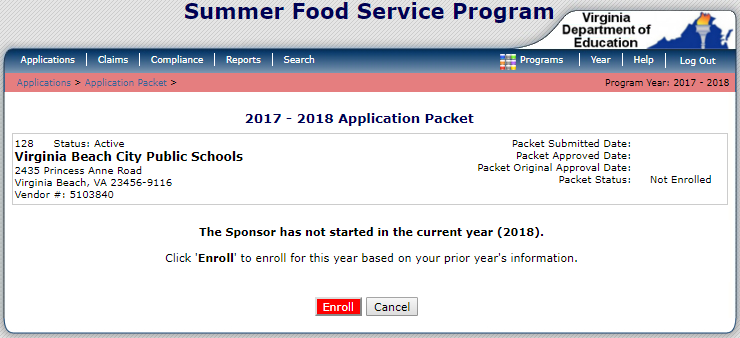 Summer Food Service Program
Virginia
Department of
Education
Applications Claims Compliance Reports Search Programs Year Help Log Out
Applications > Application Packet > Program Year: 2017 - 2018
2017 - 2018 Application Packet
128 Status: Active
Virginia Beach City Public Schools
2435 Princess Anne Road
Virginia Beach, VA 23456-9116
Vendor #: 5103840
Packet Submitted Date:
Packet Approved Date:
Packet Original Approval Date:
Packet Status: Not Enrolled
The Sponsor has not started in the current year (2018).
Click 'Enroll' to enroll for this year based on your prior year's information.
Enroll Cancel